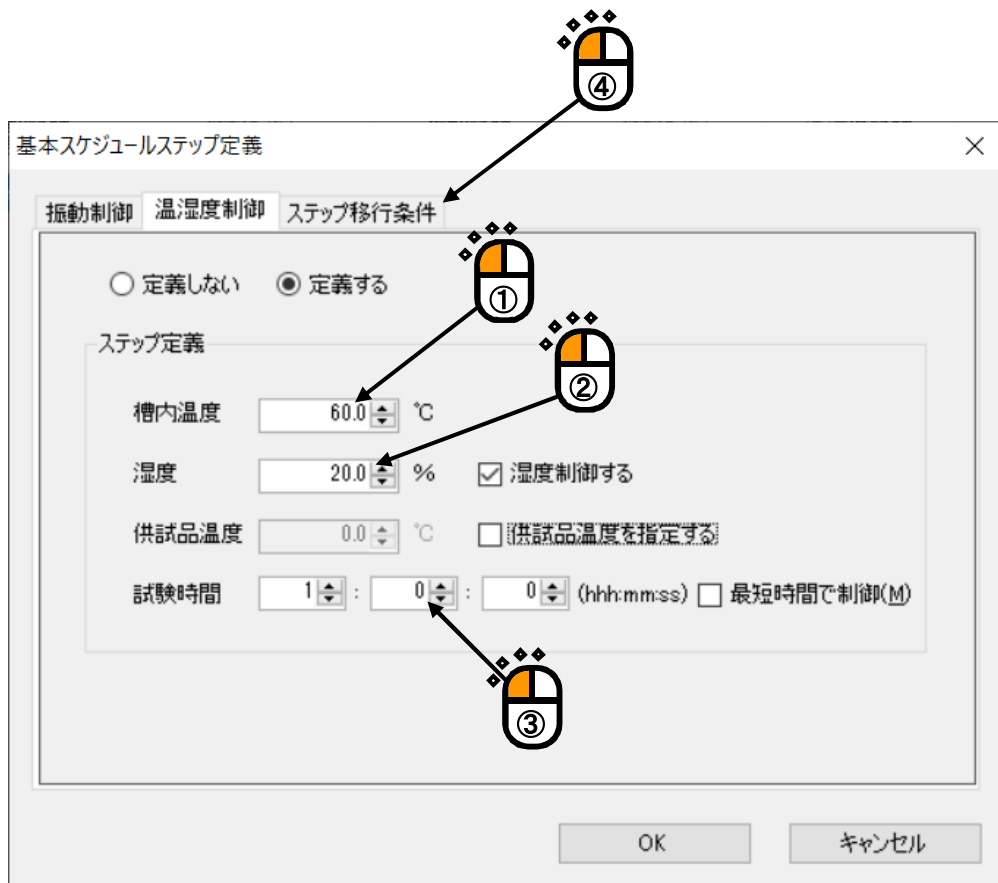 ④
基本スケジュールステップ定義
振動制御 温湿度制御 ステップ移行条件
定義しない 定義する
①
ステップ定義
②
槽内温度 60.0 ℃
湿度 20.0 % 湿度制御する
供試品温度 0.0 ℃ 供試品温度を指定する
試験時間 1 : 0 : 0 (hhh:mm:ss) 最短時間で制御(M)
③
OK キャンセル